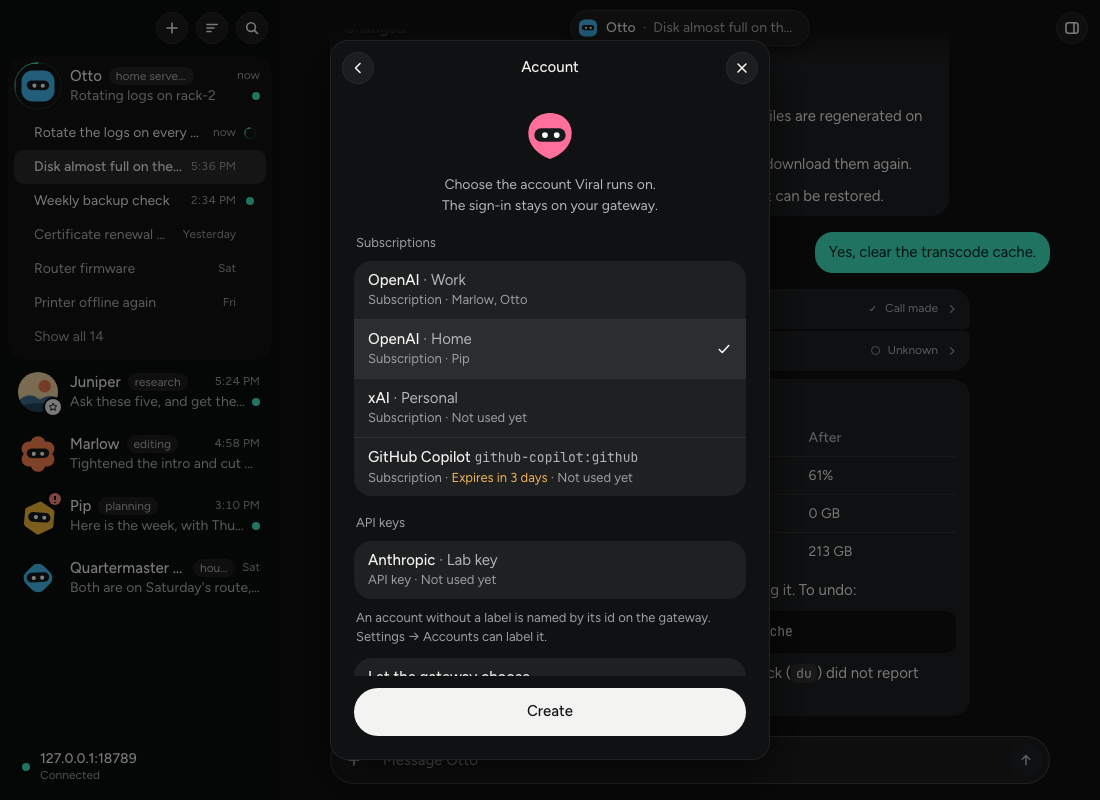 Otto · Disk almost full on th...
Otto home serve... now
Rotating logs on rack-2
Rotate the logs on every ... now
Disk almost full on the... 5:36 PM
Weekly backup check 2:34 PM
Certificate renewal ... Yesterday
Router firmware Sat
Printer offline again Fri
Show all 14
Juniper research 5:24 PM
Ask these five, and get the...
Marlow editing 4:58 PM
Tightened the intro and cut ...
Pip planning 3:10 PM
Here is the week, with Thu...
Quartermaster ... hou... Sat
Both are on Saturday's route,...
127.0.0.1:18789
Connected
Account
Choose the account Viral runs on.
The sign-in stays on your gateway.
Subscriptions
OpenAI · Work
Subscription · Marlow, Otto
OpenAI · Home
Subscription · Pip
xAI · Personal
Subscription · Not used yet
GitHub Copilot github-copilot:github
Subscription · Expires in 3 days · Not used yet
API keys
Anthropic · Lab key
API key · Not used yet
An account without a label is named by its id on the gateway.
Settings → Accounts can label it.
Let the gateway choose
Create
files are regenerated on
download them again.
can be restored.
Yes, clear the transcode cache.
Call made
Unknown
After
61%
0 GB
213 GB
it. To undo:
(du) did not report
Message Otto